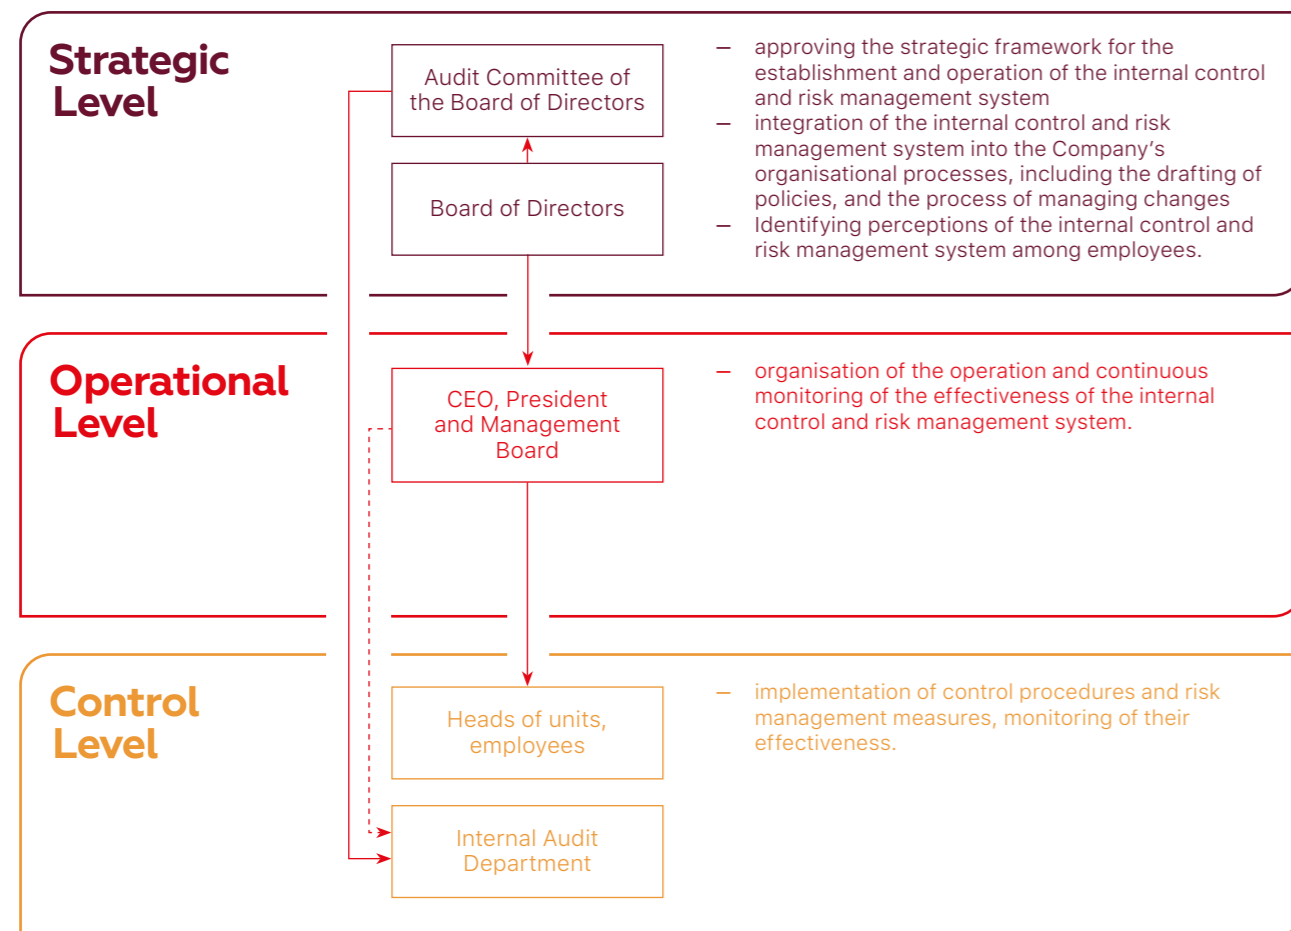 Strategic
Level
Audit Committee of
the Board of Directors
Board of Directors
— approving the strategic framework for the
establishment and operation of the internal control
and risk management system
— integration of the internal control and risk
management system into the Company’s
organisational processes, including the drafting of
policies, and the process of managing changes
— Identifying perceptions of the internal control and
risk management system among employees.
Operational
Level
CEO, President
and Management
Board
— organisation of the operation and continuous
monitoring of the effectiveness of the internal
control and risk management system.
Control
Level
Heads of units,
employees
Internal Audit
Department
— implementation of control procedures and risk
management measures, monitoring of their
effectiveness.